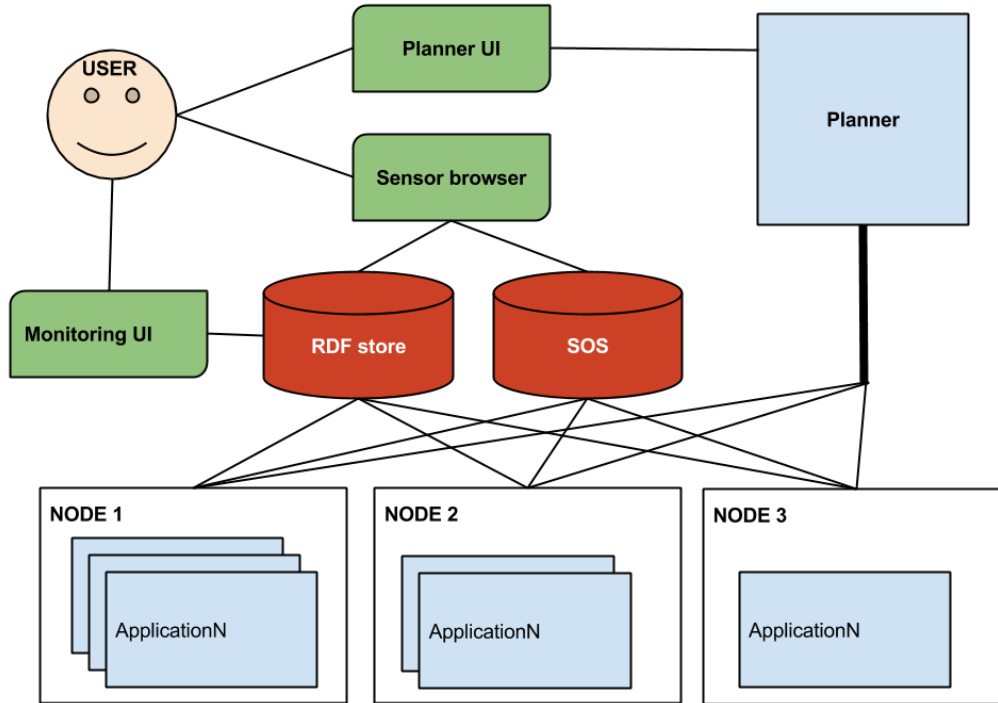 USER
Planner UI
Planner
Sensor browser
Monitoring UI
RDF store
SOS
NODE 1
NODE 2
NODE 3
ApplicationN
ApplicationN
ApplicationN